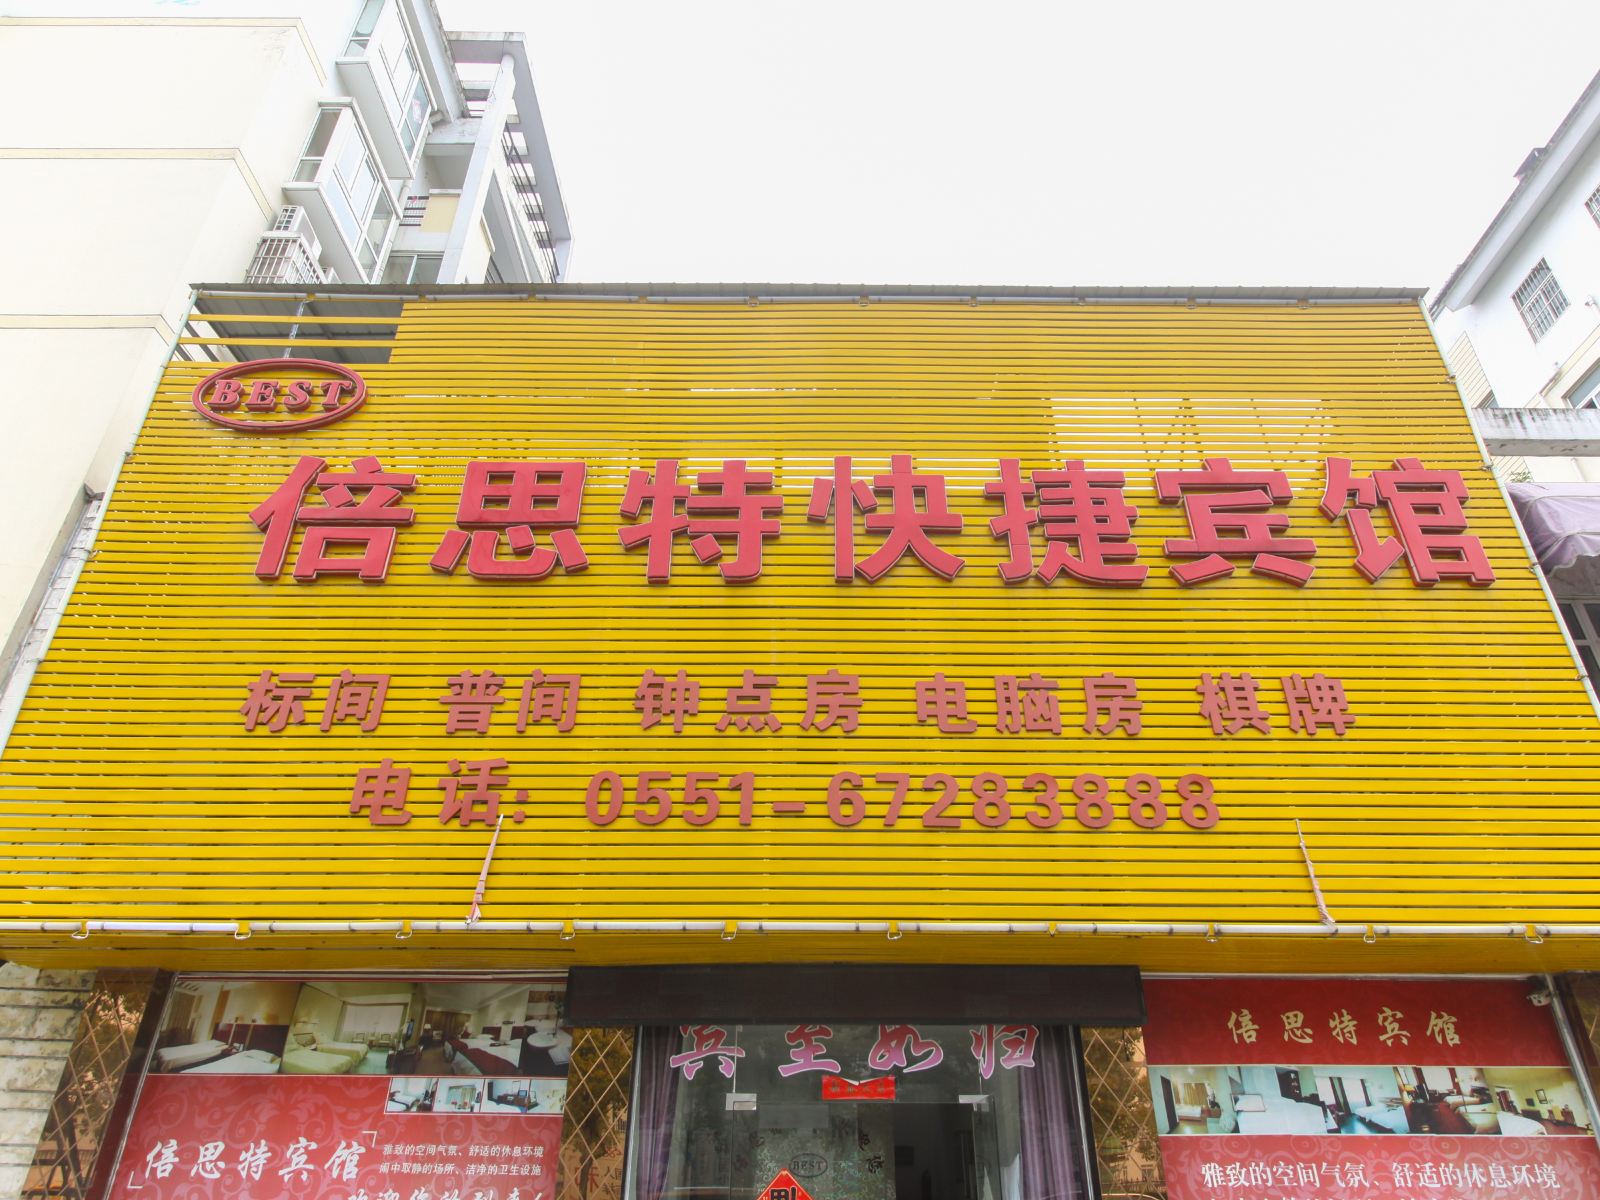 BEST
倍思特快捷宾馆
标间 普间 钟点房 电脑房 棋牌
电话: 0551-67283888
宾至如归
倍思特宾馆
倍思特宾馆
雅致的空间气氛、舒适的休息环境
闹中取静的场所、洁净的卫生设施
BEST
雅致的空间气氛、舒适的休息环境